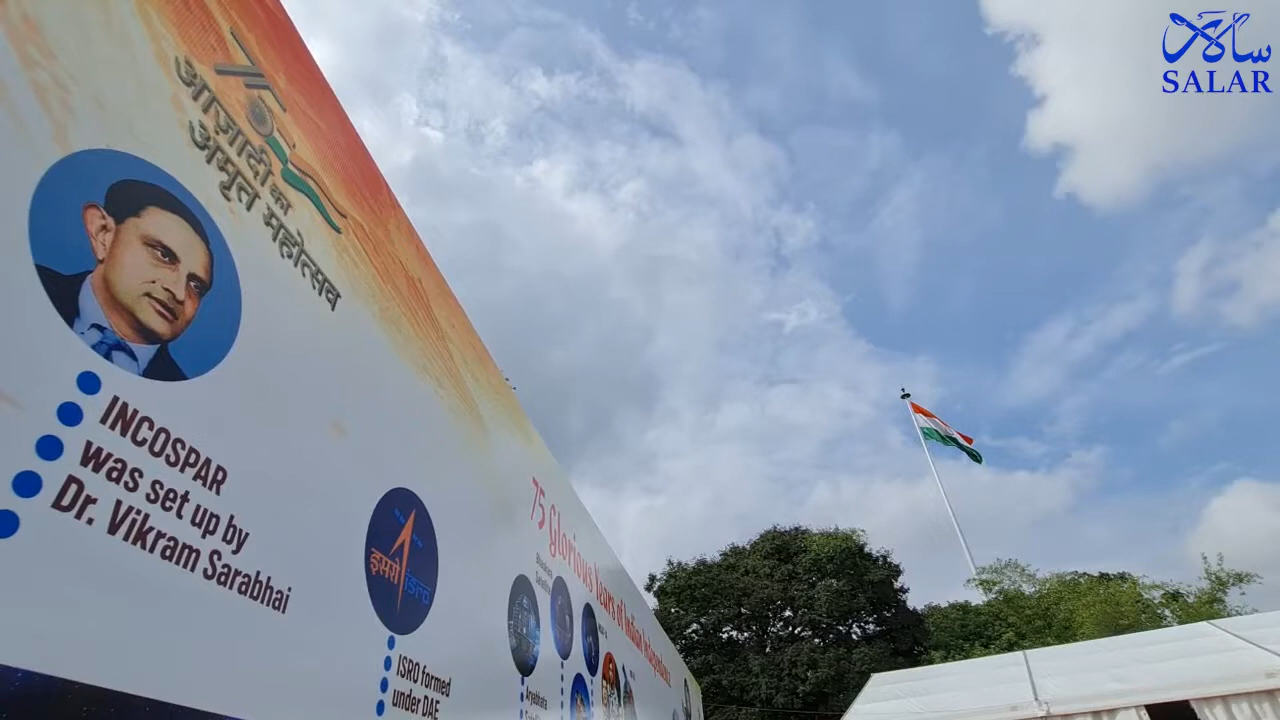 سالار
SALAR
आज़ादी का
अमृत महोत्सव
INCOSPAR
was set up by
Dr. Vikram Sarabhai
इसरो isro
ISRO formed
under DAE
75 Glorious Years of Indian Independence
Aryabhata